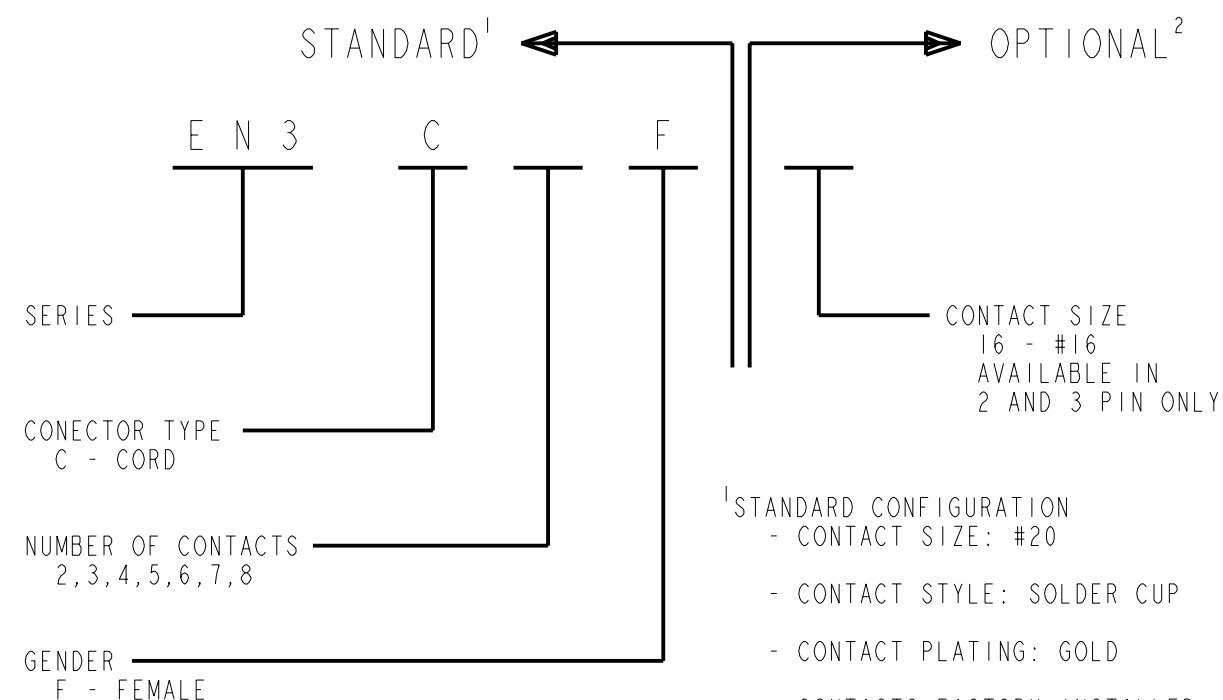 STANDARD¹
OPTIONAL²
E N 3
C
F
SERIES
CONTACT SIZE
16 - #16
AVAILABLE IN
2 AND 3 PIN ONLY
CONECTOR TYPE
C - CORD
¹STANDARD CONFIGURATION
- CONTACT SIZE: #20
NUMBER OF CONTACTS
2,3,4,5,6,7,8
- CONTACT STYLE: SOLDER CUP
- CONTACT PLATING: GOLD
GENDER
F - FEMALE